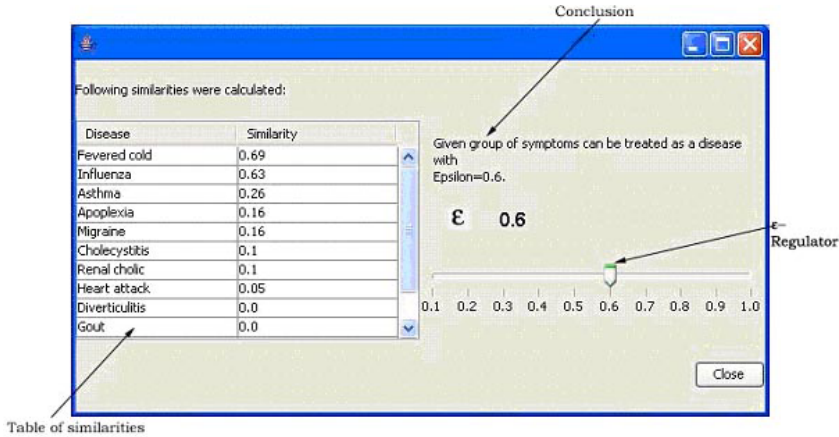 Conclusion
Following similarities were calculated:
Disease Similarity
Fevered cold 0.69
Influenza 0.63
Asthma 0.26
Apoplexia 0.16
Migraine 0.16
Cholecystitis 0.1
Renal cholic 0.1
Heart attack 0.05
Diverticulitis 0.0
Gout 0.0
Given group of symptoms can be treated as a disease
with
Epsilon=0.6.
ε 0.6
ε–
Regulator
0.1 0.2 0.3 0.4 0.5 0.6 0.7 0.8 0.9 1.0
Close
Table of similarities